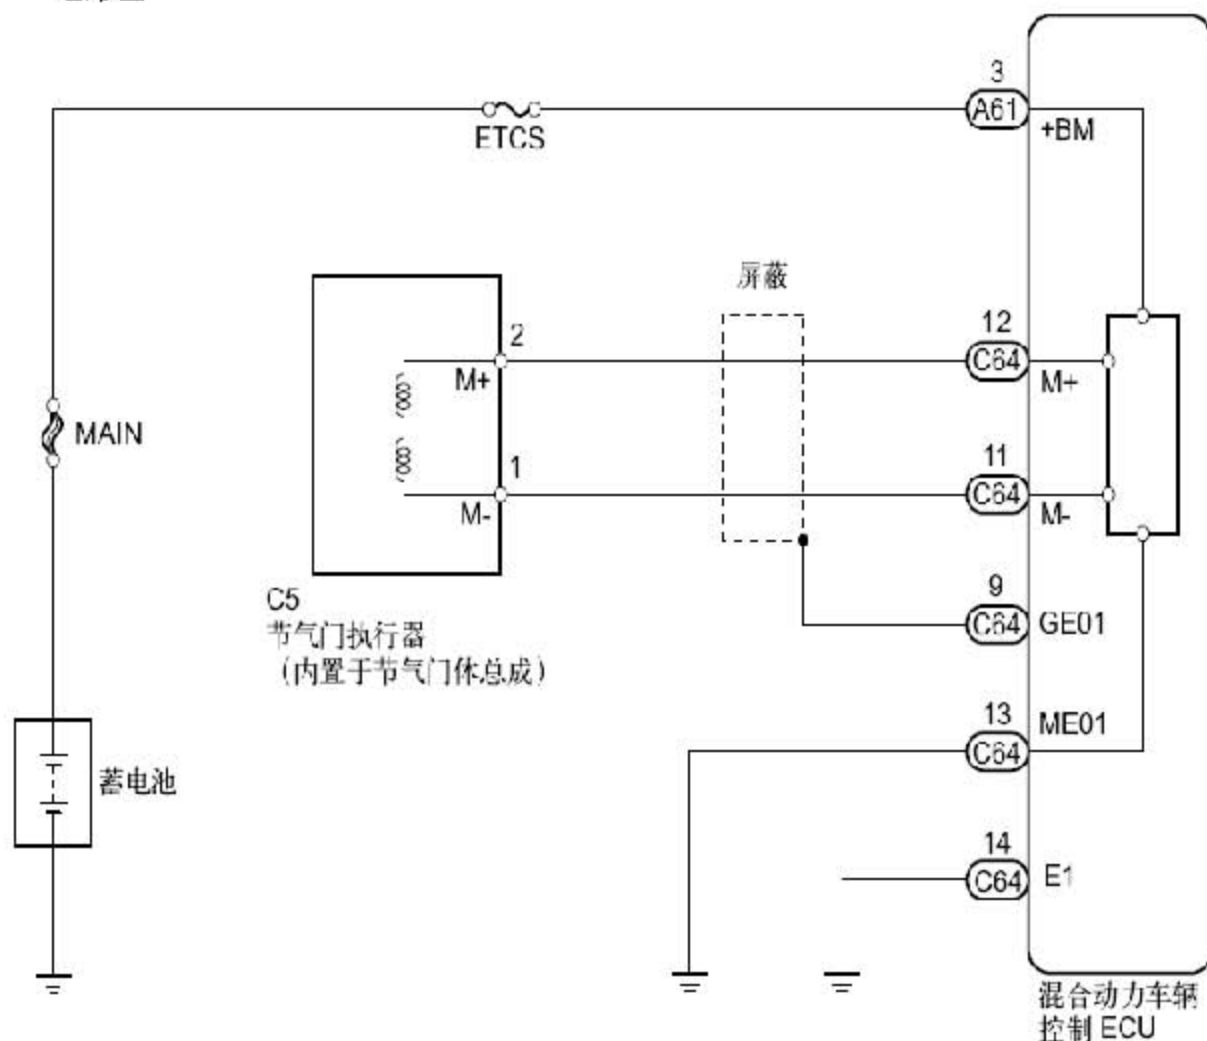 3
A61
+BM
ETCS
屏蔽
2
M+
12
C64
M+
MAIN
1
M-
11
C64
M-
C5
节气门执行器
（内置于节气门体总成）
9
C64
GE01
13
C64
ME01
蓄电池
14
C64
E1
混合动力车辆
控制 ECU